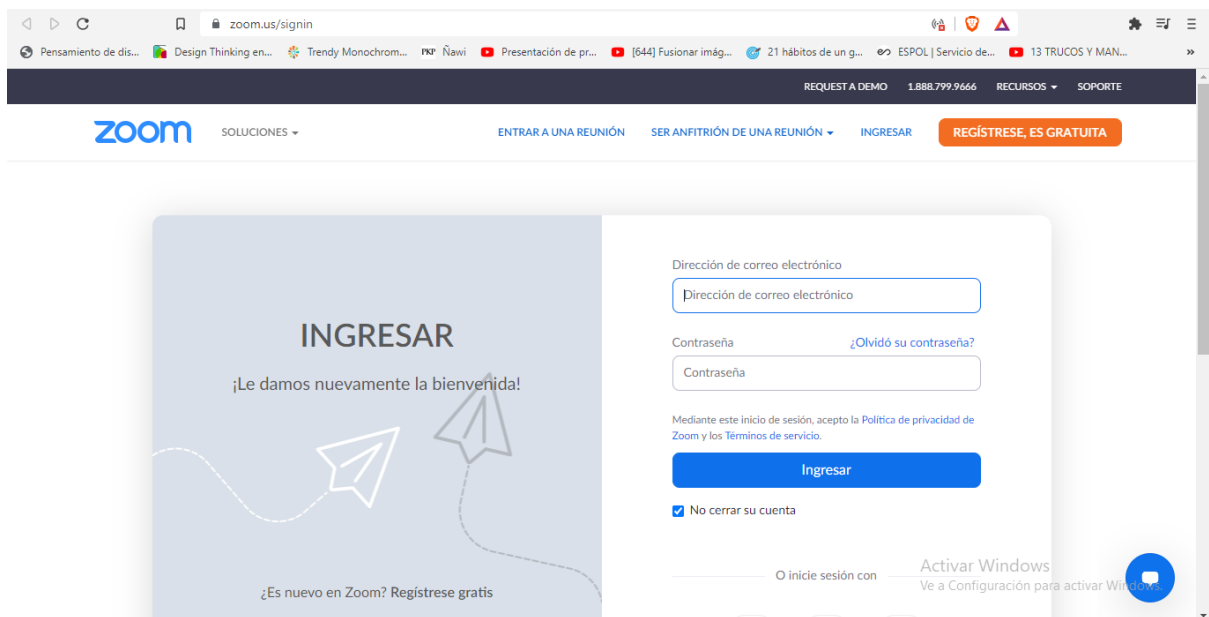 zoom.us/signin
Pensamiento de dis... Design Thinking en... Trendy Monochrom... PKP Ñawi Presentación de pr... [644] Fusionar imág... 21 hábitos de un g... ESPOL | Servicio de... 13 TRUCOS Y MAN... »
REQUEST A DEMO 1.888.799.9666 RECURSOS SOPORTE
zoom SOLUCIONES ENTRAR A UNA REUNIÓN SER ANFITRIÓN DE UNA REUNIÓN INGRESAR REGÍSTRESE, ES GRATUITA
INGRESAR
¡Le damos nuevamente la bienvenida!
¿Es nuevo en Zoom? Regístrese gratis
Dirección de correo electrónico
Dirección de correo electrónico
Contraseña ¿Olvidó su contraseña?
Contraseña
Mediante este inicio de sesión, acepto la Política de privacidad de
Zoom y los Términos de servicio.
Ingresar
No cerrar su cuenta
O inicie sesión con
Activar Windows
Ve a Configuración para activar Windows.